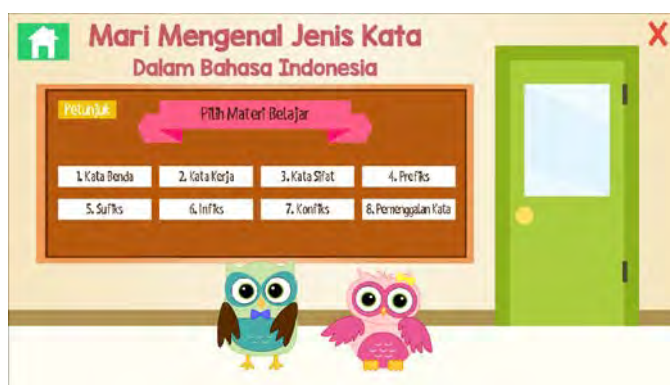 Mari Mengenal Jenis Kata
Dalam Bahasa Indonesia
X
Petunjuk
Pilih Materi Belajar
1. Kata Benda
2. Kata Kerja
3. Kata Sifat
4. Prefiks
5. Sufiks
6. Infiks
7. Konfiks
8. Pemenggalan Kata